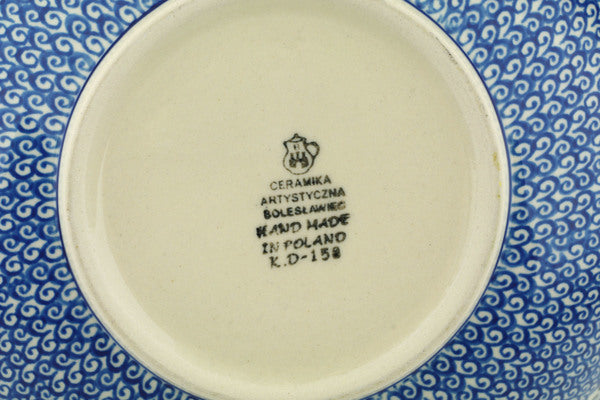 CERAMIKA
ARTYSTYCZNA
BOLESŁAWIEC
HAND MADE
IN POLAND
K.D-158